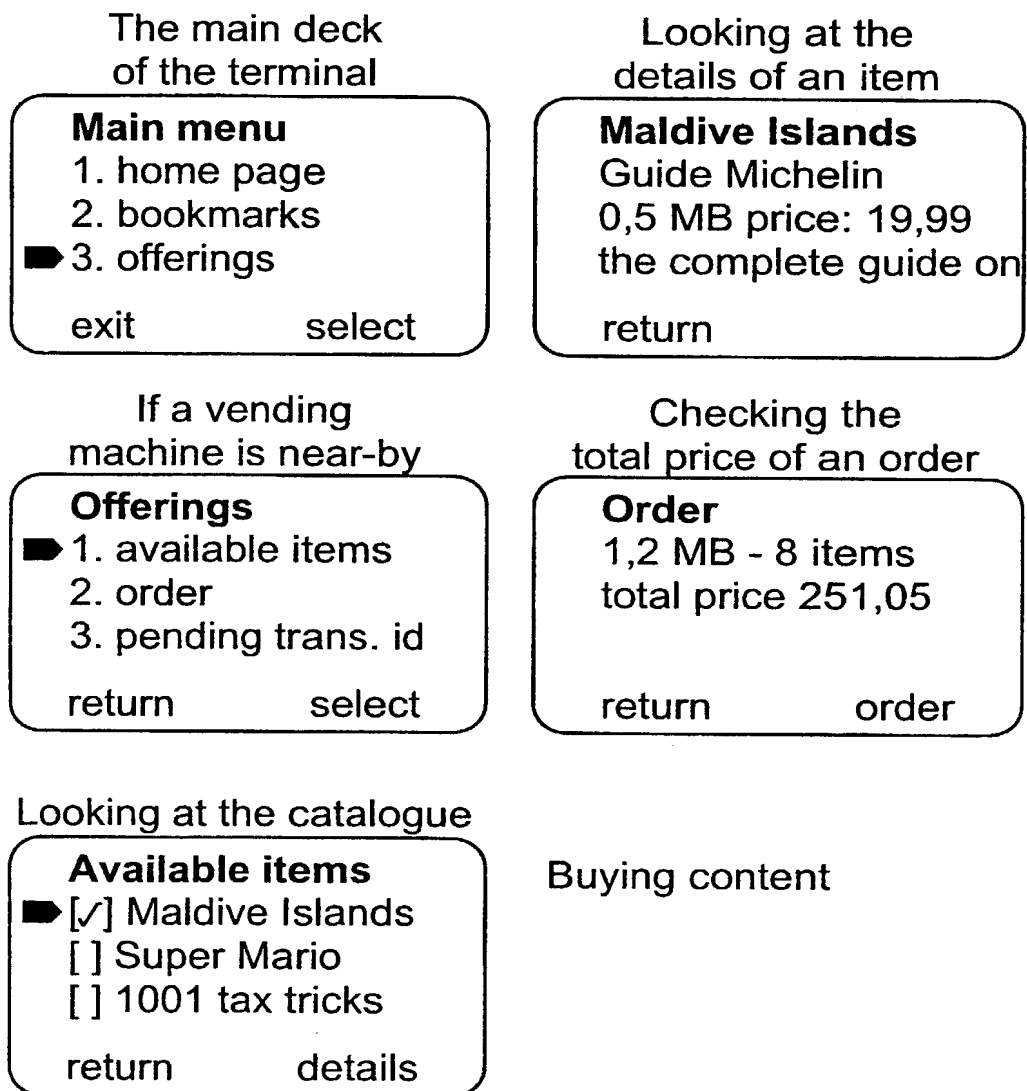 The main deck
of the terminal
Main menu
1. home page
2. bookmarks
3. offerings
exit select
If a vending
machine is near-by
Offerings
1. available items
2. order
3. pending trans. id
return select
Looking at the catalogue
Available items
[✓] Maldive Islands
[ ] Super Mario
[ ] 1001 tax tricks
return details
Looking at the
details of an item
Maldive Islands
Guide Michelin
0,5 MB price: 19,99
the complete guide on
return
Checking the
total price of an order
Order
1,2 MB - 8 items
total price 251,05
return order
Buying content